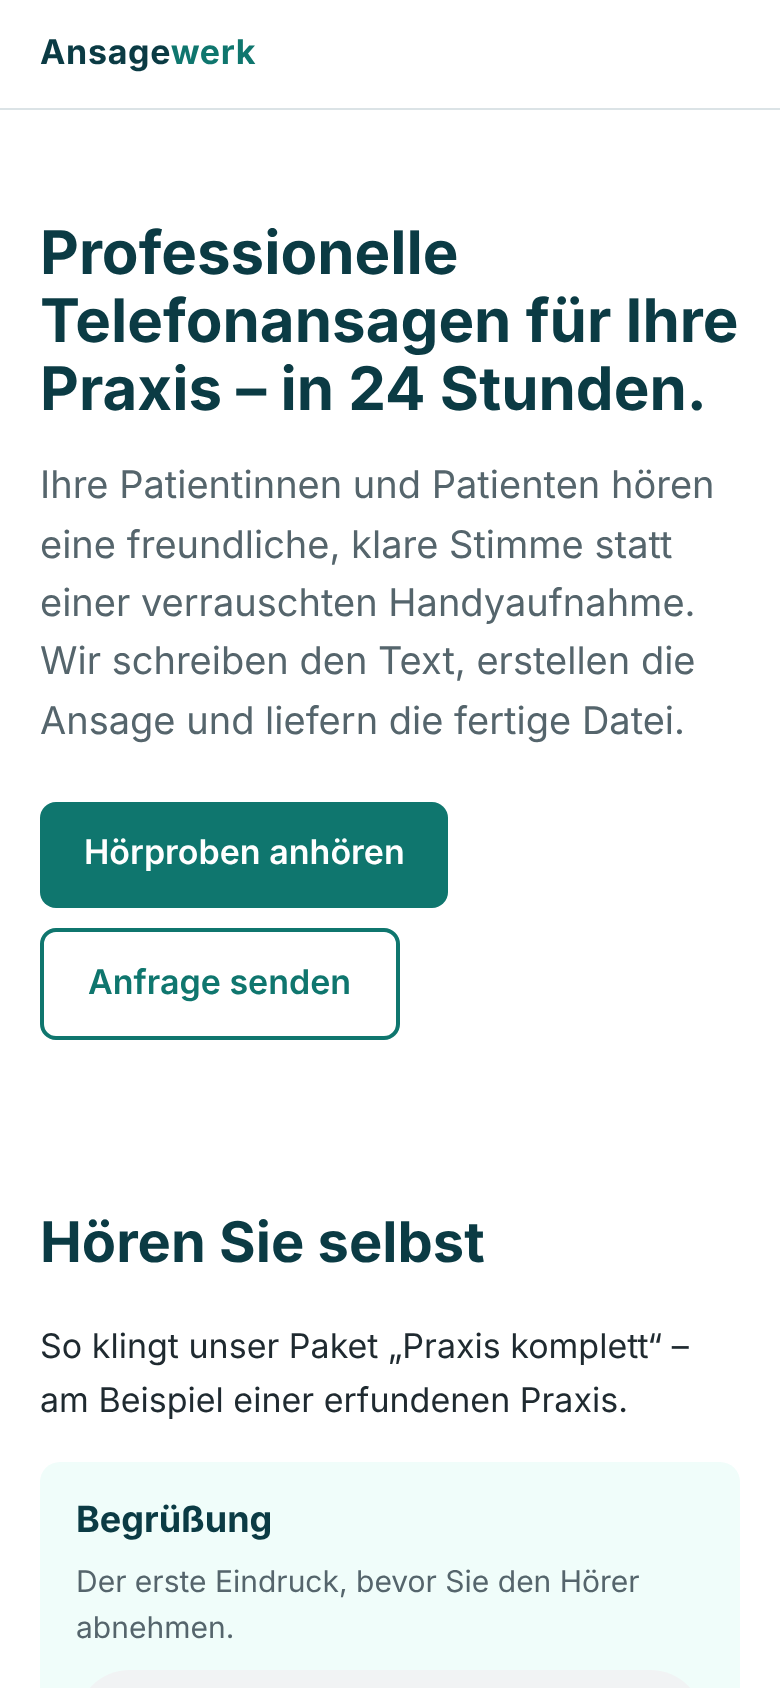 Ansagewerk
Professionelle
Telefonansagen für Ihre
Praxis – in 24 Stunden.
Ihre Patientinnen und Patienten hören
eine freundliche, klare Stimme statt
einer verrauschten Handyaufnahme.
Wir schreiben den Text, erstellen die
Ansage und liefern die fertige Datei.
Hörproben anhören
Anfrage senden
Hören Sie selbst
So klingt unser Paket „Praxis komplett“ –
am Beispiel einer erfundenen Praxis.
Begrüßung
Der erste Eindruck, bevor Sie den Hörer
abnehmen.